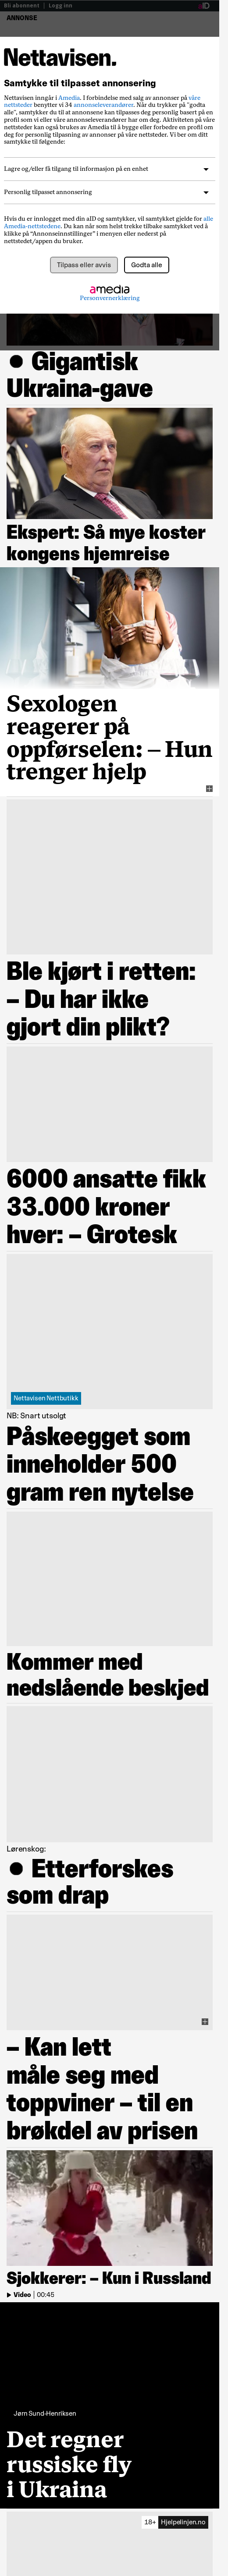 Bli abonnent | Logg inn
ANNONSE
Nettavisen.
Samtykke til tilpasset annonsering
Nettavisen inngår i Amedia. I forbindelse med salg av annonser på våre
nettsteder benytter vi 34 annonseleverandører. Når du trykker på "godta
alle", samtykker du til at annonsene kan tilpasses deg personlig basert på en
profilen vi eller våre annonseleverandører har om deg. Aktiviteten på våre
nettsteder kan også brukes av Amedia til å bygge eller forbedre en profil om
deg for personlig tilpasning av annonser på våre nettsteder. Vi ber om ditt
samtykke til følgende:
Lagre og/eller få tilgang til informasjon på en enhet
Personlig tilpasset annonsering
Hvis du er innlogget med din aID og samtykker, vil samtykket gjelde for alle
Amedia-nettstedene. Du kan når som helst trekke tilbake samtykket ved å
klikke på “Annonseinnstillinger” i menyen eller nederst på
nettstedet/appen du bruker.
Tilpass eller avvis
Godta alle
amedia
Personvernerklæring
● Gigantisk
Ukraina-gave
Ekspert: Så mye koster
kongens hjemreise
Sexologen
reagerer på
oppførselen: – Hun
trenger hjelp
Ble kjørt i retten:
– Du har ikke
gjort din plikt?
6000 ansatte fikk
33.000 kroner
hver: – Grotesk
Nettavisen Nettbutikk
NB: Snart utsolgt
Påskeegget som
inneholder 500
gram ren nytelse
Kommer med
nedslående beskjed
Lørenskog:
● Etterforskes
som drap
– Kan lett
måle seg med
toppviner – til en
brøkdel av prisen
Sjokkerer: – Kun i Russland
Video | 00:45
Jørn Sund-Henriksen
Det regner
russiske fly
i Ukraina
18+ Hjelpelinjen.no